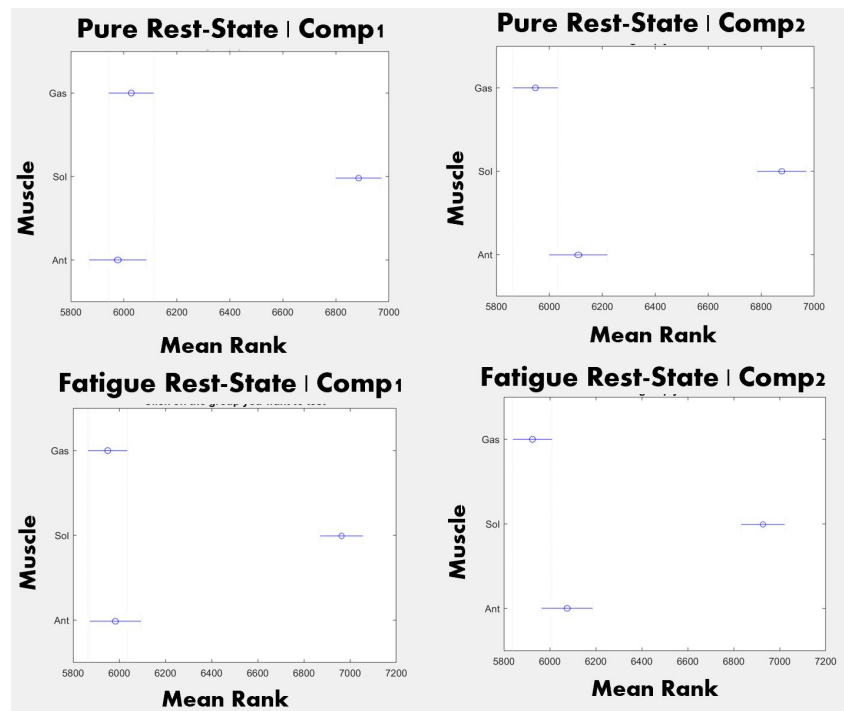 Pure Rest-State | Comp1
Gas
Sol
Ant
Muscle
5800 6000 6200 6400 6600 6800 7000
Mean Rank
Pure Rest-State | Comp2
Gas
Sol
Ant
Muscle
5800 6000 6200 6400 6600 6800 7000
Mean Rank
Fatigue Rest-State | Comp1
Click on the group you want to test
Gas
Sol
Ant
Muscle
5800 6000 6200 6400 6600 6800 7000 7200
Mean Rank
Fatigue Rest-State | Comp2
Gas
Sol
Ant
Muscle
5800 6000 6200 6400 6600 6800 7000 7200
Mean Rank